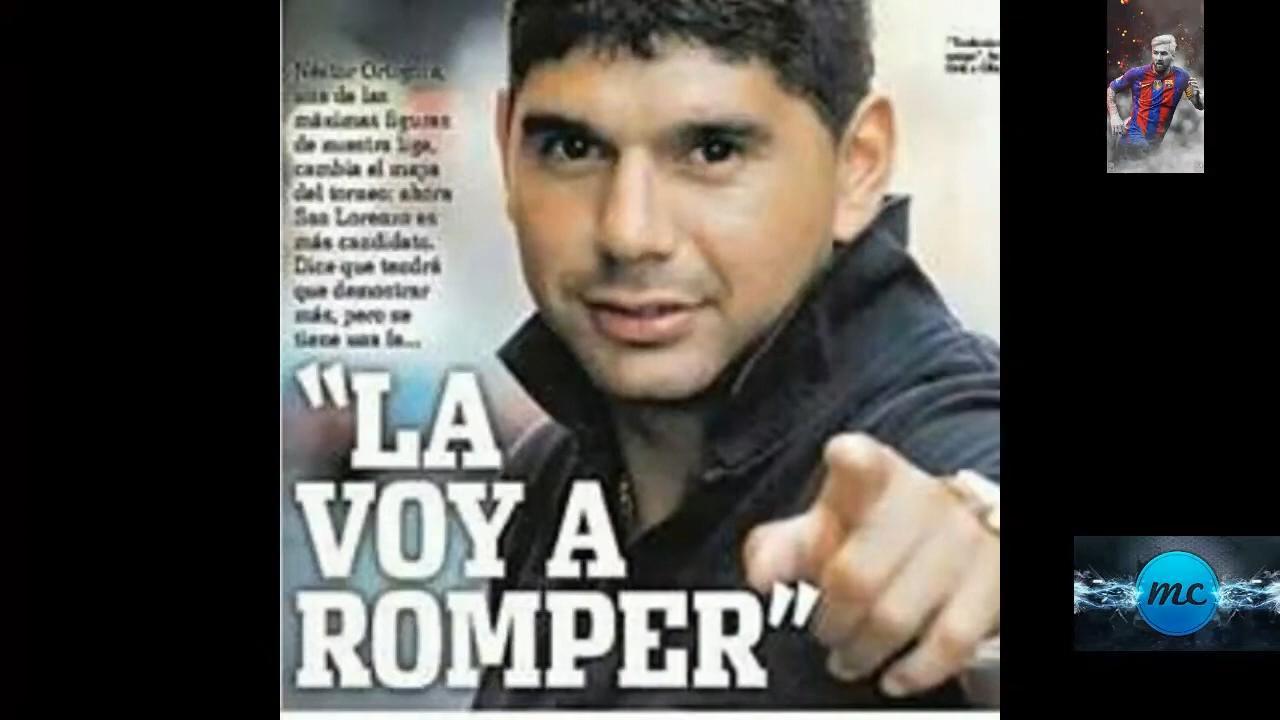 Néstor Ortigoza,
una de las
máximas figuras
de nuestra liga,
cambia el mapa
del torneo: ahora
San Lorenzo es
más candidato.
Dice que tendrá
que demostrar
más, pero se
tiene una fe...
“LA
VOY A
ROMPER”
mc